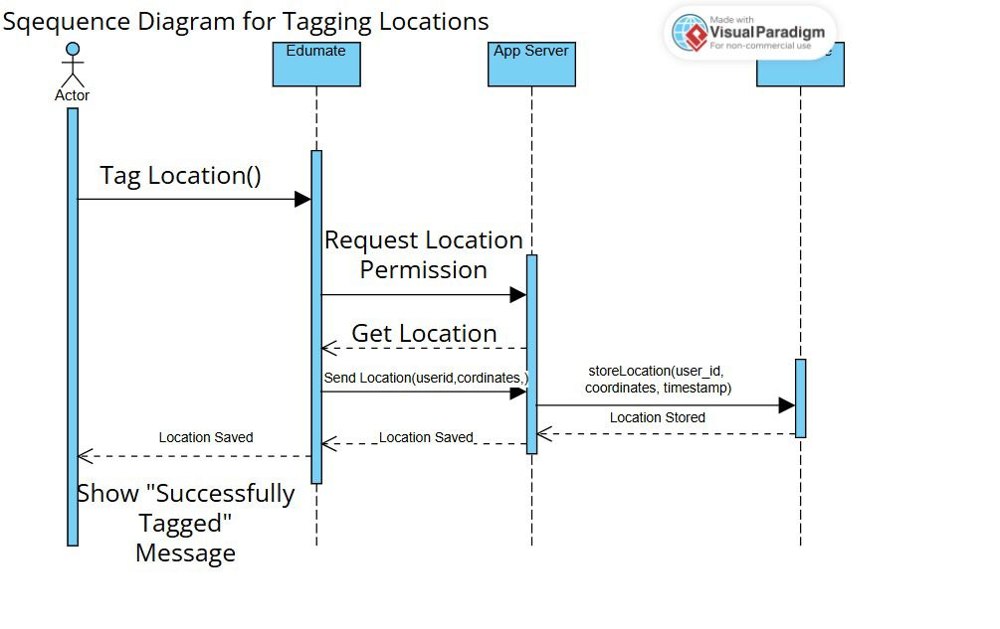 Sqequence Diagram for Tagging Locations
Made with
VisualParadigm
For non-commercial use
Edumate
App Server
Actor
Tag Location()
Request Location
Permission
Get Location
Send Location(userid,cordinates,)
storeLocation(user_id,
coordinates, timestamp)
Location Stored
Location Saved
Location Saved
Show "Successfully
Tagged"
Message